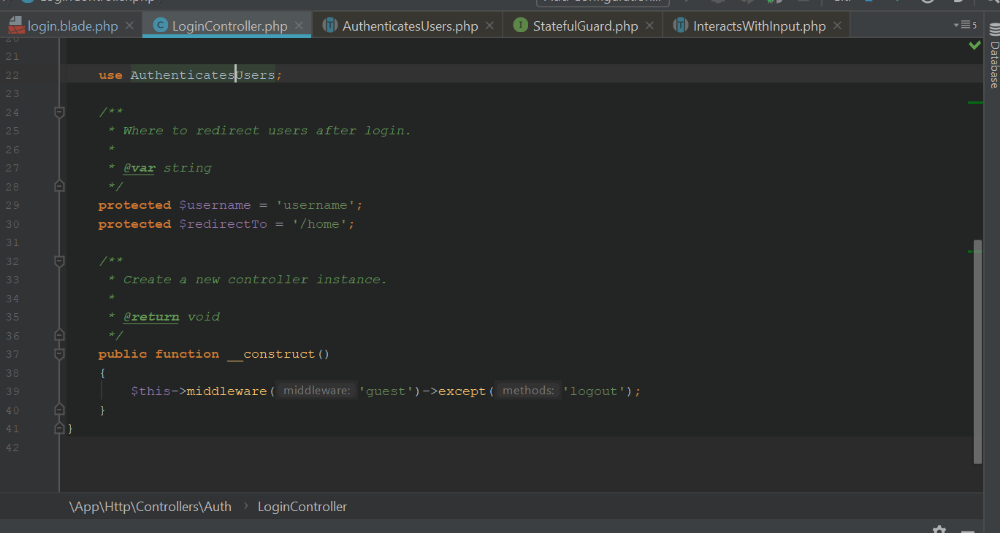 login.blade.php LoginController.php AuthenticatesUsers.php StatefulGuard.php InteractsWithInput.php 5
Database
21
22 use AuthenticatesUsers;
23
24 /**
25 * Where to redirect users after login.
26 *
27 * @var string
28 */
29 protected $username = 'username';
30 protected $redirectTo = '/home';
31
32 /**
33 * Create a new controller instance.
34 *
35 * @return void
36 */
37 public function __construct()
38 {
39 $this->middleware( middleware: 'guest')->except( methods: 'logout');
40 }
41 }
42
\App\Http\Controllers\Auth › LoginController